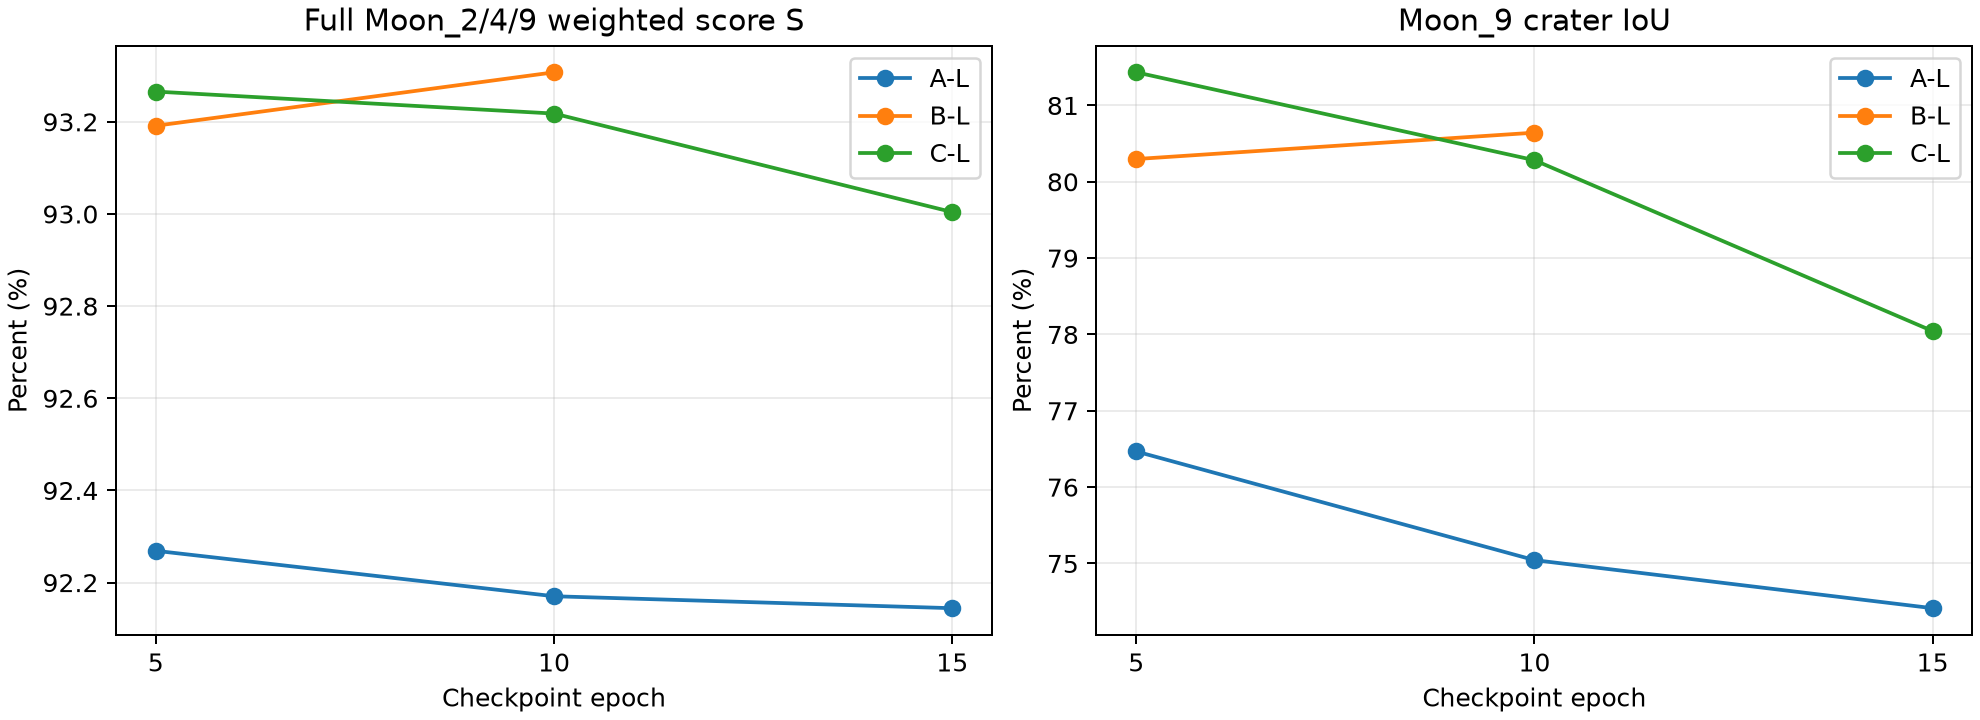 Full Moon_2/4/9 weighted score S
Percent (%)
93.2
93.0
92.8
92.6
92.4
92.2
5
10
15
Checkpoint epoch
A-L
B-L
C-L
Moon_9 crater IoU
Percent (%)
81
80
79
78
77
76
75
5
10
15
Checkpoint epoch
A-L
B-L
C-L